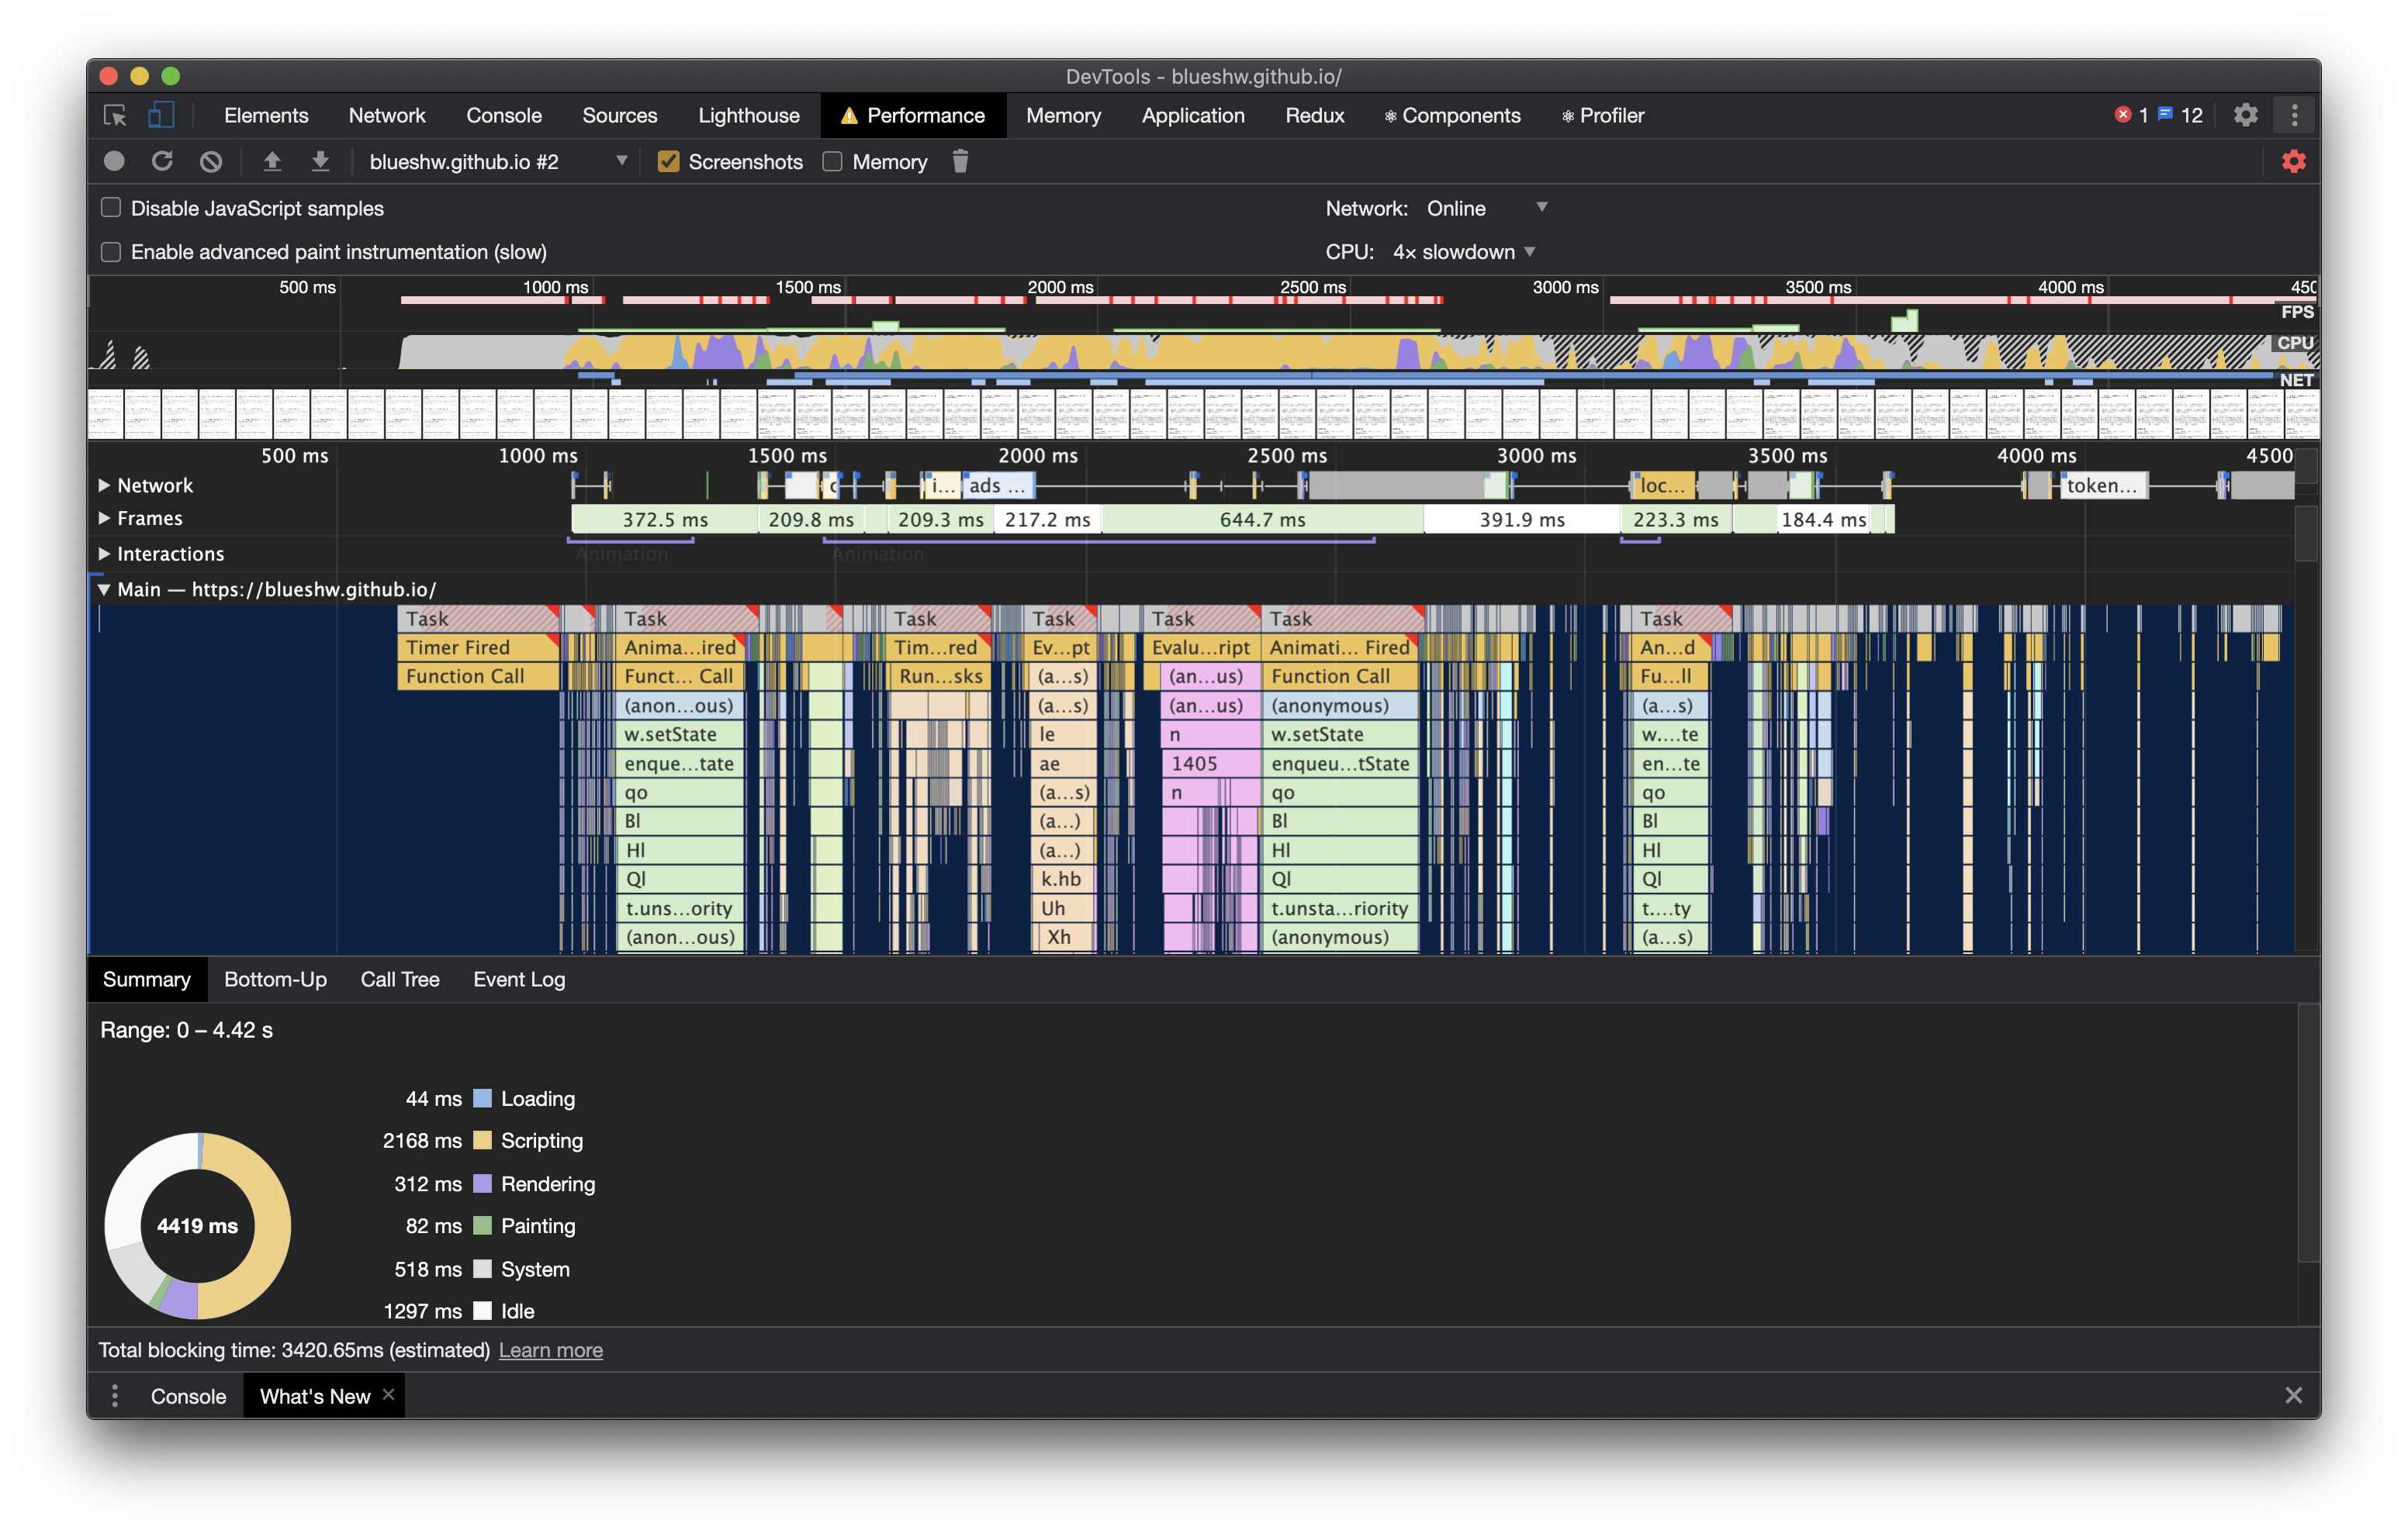 DevTools - blueshw.github.io/
Elements Network Console Sources Lighthouse Performance Memory Application Redux Components Profiler 1 12
blueshw.github.io #2 Screenshots Memory
Disable JavaScript samples Network: Online
Enable advanced paint instrumentation (slow) CPU: 4× slowdown
500 ms 1000 ms 1500 ms 2000 ms 2500 ms 3000 ms 3500 ms 4000 ms 450
FPS
CPU
NET
500 ms 1000 ms 1500 ms 2000 ms 2500 ms 3000 ms 3500 ms 4000 ms 4500
Network c i… ads … loc… token…
Frames 372.5 ms 209.8 ms 209.3 ms 217.2 ms 644.7 ms 391.9 ms 223.3 ms 184.4 ms
Interactions Animation Animation
Main — https://blueshw.github.io/
Task Task Task Task Task Task Task
Timer Fired Anima…ired Tim…red Ev…pt Evalu…ript Animati… Fired An…d
Function Call Funct… Call Run…sks (a…s) (an…us) Function Call Fu…ll
(anon…ous) (a…s) (an…us) (anonymous) (a…s)
w.setState le n w.setState w.…te
enque…tate ae 1405 enqueu…tState en…te
qo (a…s) n qo qo
Bl (a…) Bl Bl
Hl (a…) Hl Hl
Ql k.hb Ql Ql
t.uns…ority Uh t.unsta…riority t.…ty
(anon…ous) Xh (anonymous) (a…s)
Summary Bottom-Up Call Tree Event Log
Range: 0 – 4.42 s
44 ms Loading
2168 ms Scripting
312 ms Rendering
4419 ms
82 ms Painting
518 ms System
1297 ms Idle
Total blocking time: 3420.65ms (estimated) Learn more
Console What's New